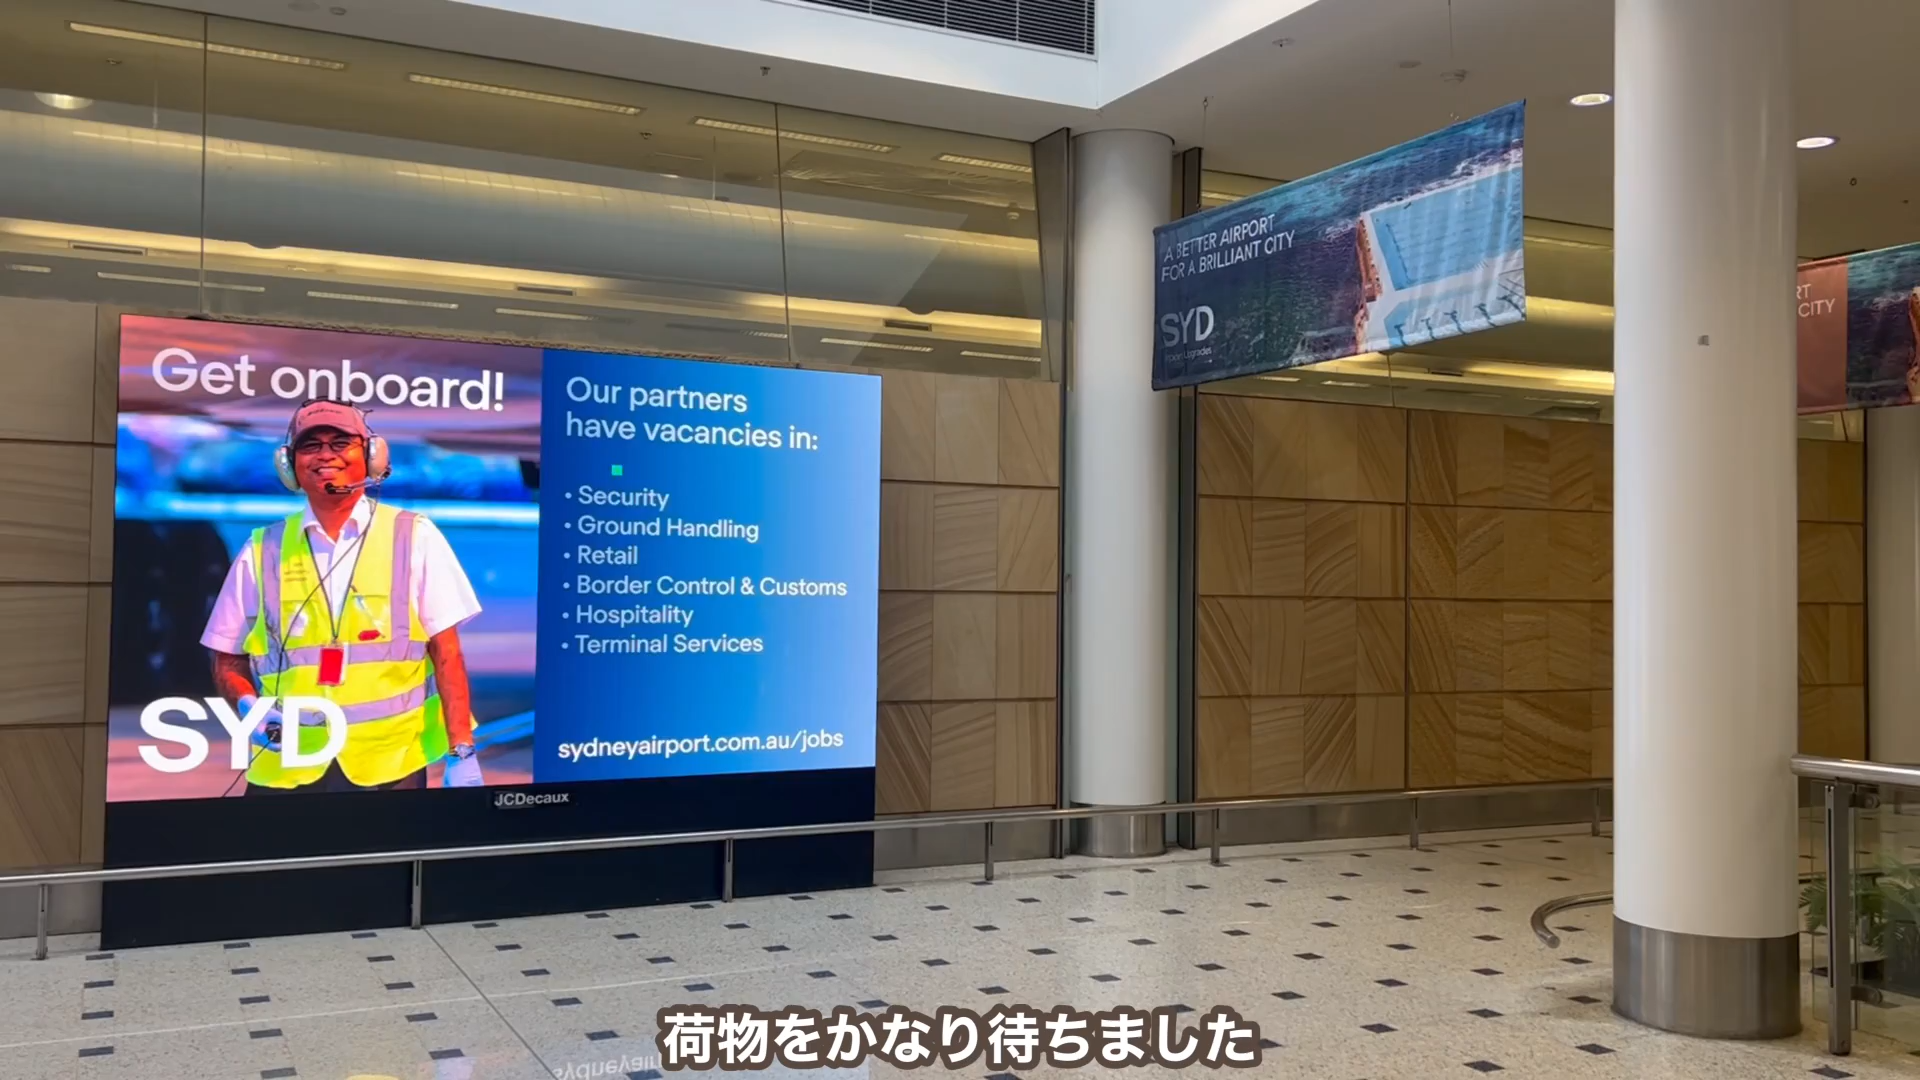 Get onboard!
SYD
Our partners
have vacancies in:
• Security
• Ground Handling
• Retail
• Border Control & Customs
• Hospitality
• Terminal Services
sydneyairport.com.au/jobs
JCDecaux
A BETTER AIRPORT
FOR A BRILLIANT CITY
SYD
CITY
荷物をかなり待ちました